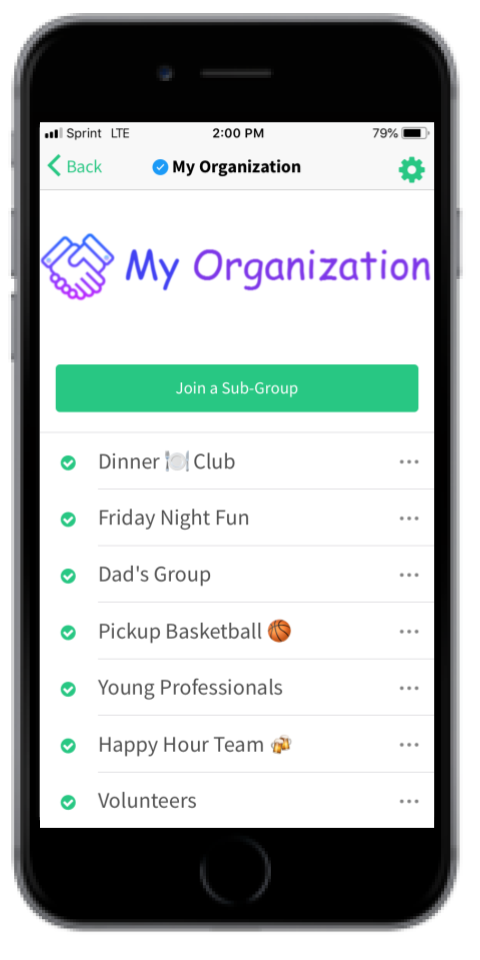 Sprint LTE 2:00 PM 79%
Back My Organization
My Organization
Join a Sub-Group
Dinner 🍽️ Club
Friday Night Fun
Dad's Group
Pickup Basketball 🏀
Young Professionals
Happy Hour Team 🍻
Volunteers